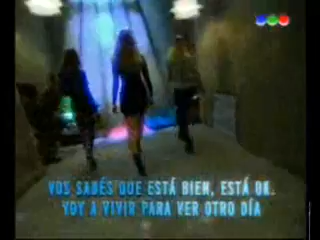 VOS SABÉS QUE ESTÁ BIEN, ESTÁ OK.
VOY A VIVIR PARA VER OTRO DÍA